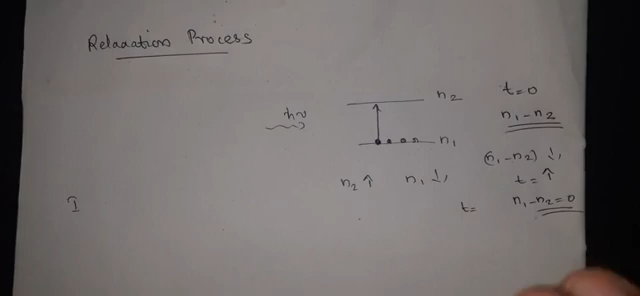 Relaxation Process
n₂ t=0
hν n₁-n₂
n₁
(n₁-n₂) ↓,
n₂ ↑ n₁ ↓, t= ↑
I t= n₁-n₂=0